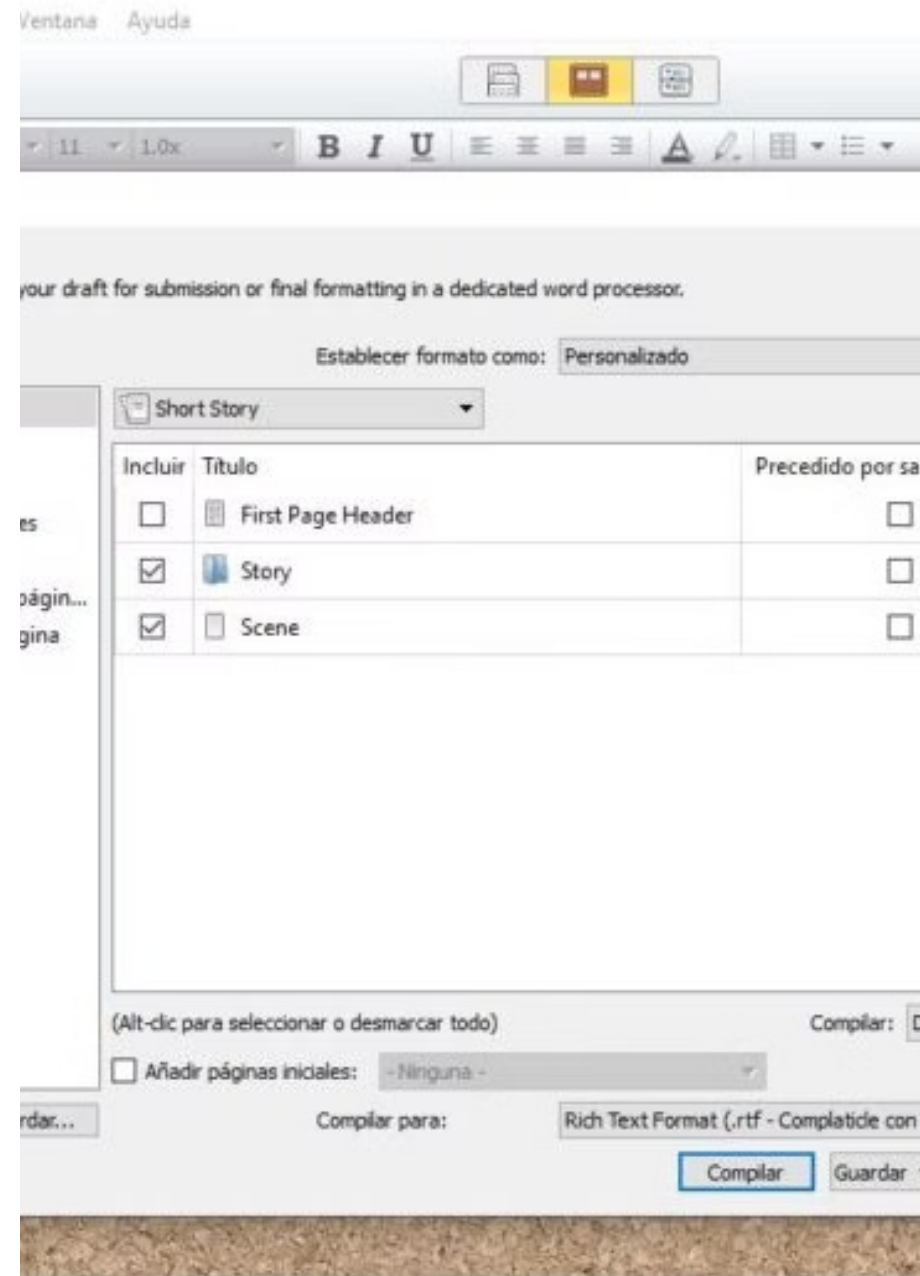 Ventana Ayuda
11 1.0x B I U A
your draft for submission or final formatting in a dedicated word processor.
Establecer formato como: Personalizado
Short Story
Incluir Título Precedido por sa
First Page Header
es
Story
págin...
Scene
gina
(Alt-clic para seleccionar o desmarcar todo) Compilar: D
Añadir páginas iniciales: - Ninguna -
rdar... Compilar para: Rich Text Format (.rtf - Complaticle con
Compilar Guardar